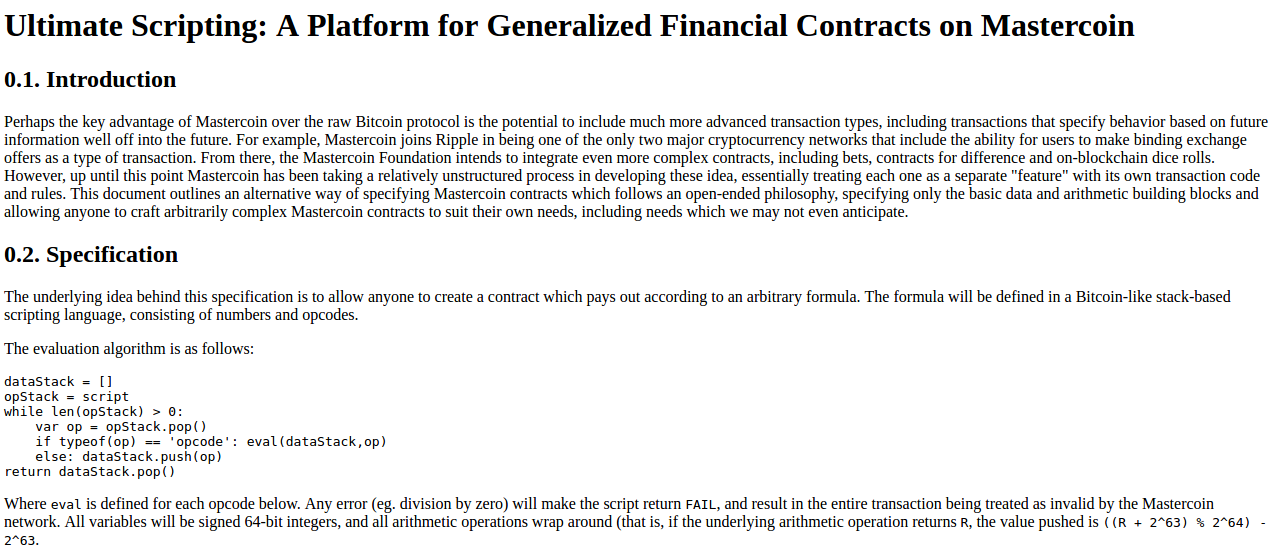 Ultimate Scripting: A Platform for Generalized Financial Contracts on Mastercoin
0.1. Introduction
Perhaps the key advantage of Mastercoin over the raw Bitcoin protocol is the potential to include much more advanced transaction types, including transactions that specify behavior based on future
information well off into the future. For example, Mastercoin joins Ripple in being one of the only two major cryptocurrency networks that include the ability for users to make binding exchange
offers as a type of transaction. From there, the Mastercoin Foundation intends to integrate even more complex contracts, including bets, contracts for difference and on-blockchain dice rolls.
However, up until this point Mastercoin has been taking a relatively unstructured process in developing these idea, essentially treating each one as a separate "feature" with its own transaction code
and rules. This document outlines an alternative way of specifying Mastercoin contracts which follows an open-ended philosophy, specifying only the basic data and arithmetic building blocks and
allowing anyone to craft arbitrarily complex Mastercoin contracts to suit their own needs, including needs which we may not even anticipate.
0.2. Specification
The underlying idea behind this specification is to allow anyone to create a contract which pays out according to an arbitrary formula. The formula will be defined in a Bitcoin-like stack-based
scripting language, consisting of numbers and opcodes.
The evaluation algorithm is as follows:
dataStack = []
opStack = script
while len(opStack) > 0:
    var op = opStack.pop()
    if typeof(op) == 'opcode': eval(dataStack,op)
    else: dataStack.push(op)
return dataStack.pop()
Where eval is defined for each opcode below. Any error (eg. division by zero) will make the script return FAIL, and result in the entire transaction being treated as invalid by the Mastercoin
network. All variables will be signed 64-bit integers, and all arithmetic operations wrap around (that is, if the underlying arithmetic operation returns R, the value pushed is ((R + 2^63) % 2^64) -
2^63.